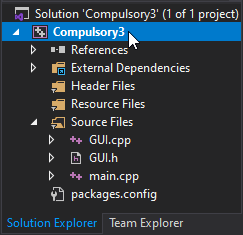 Solution 'Compulsory3' (1 of 1 project)
Compulsory3
References
External Dependencies
Header Files
Resource Files
Source Files
GUI.cpp
GUI.h
main.cpp
packages.config
Solution Explorer Team Explorer